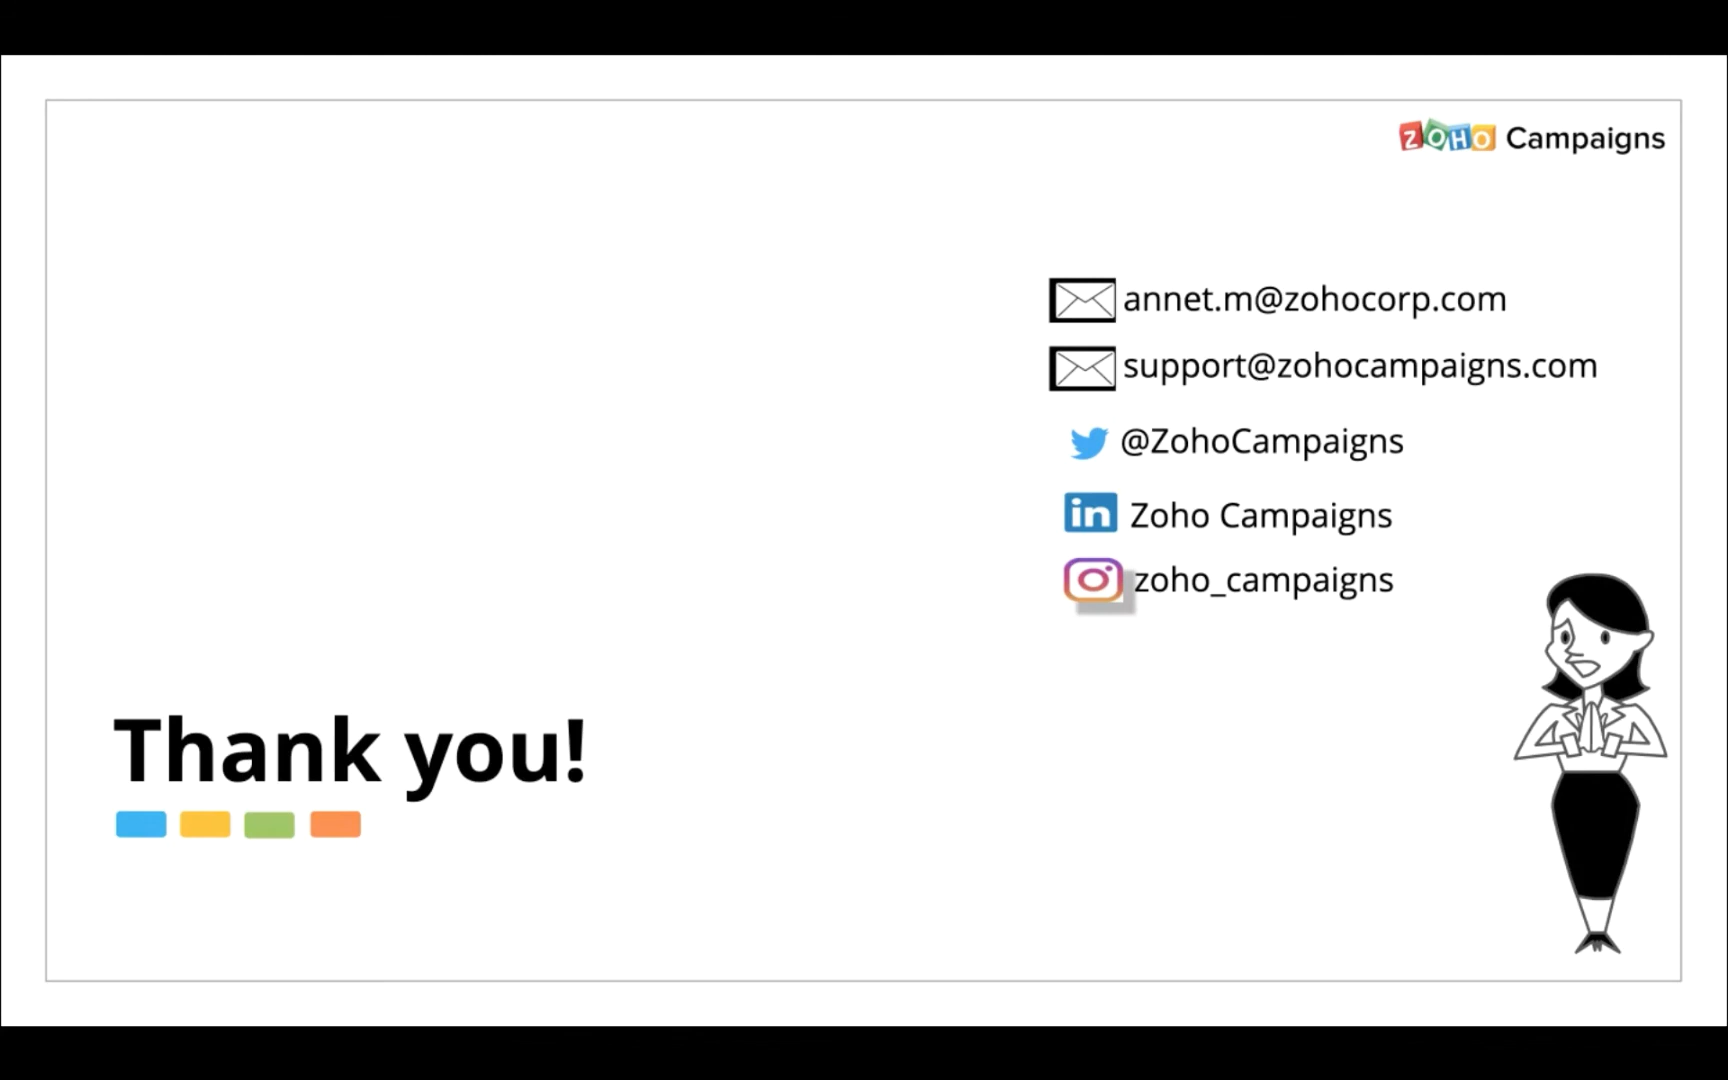 ZOHO Campaigns
annet.m@zohocorp.com
support@zohocampaigns.com
@ZohoCampaigns
in Zoho Campaigns
zoho_campaigns
Thank you!